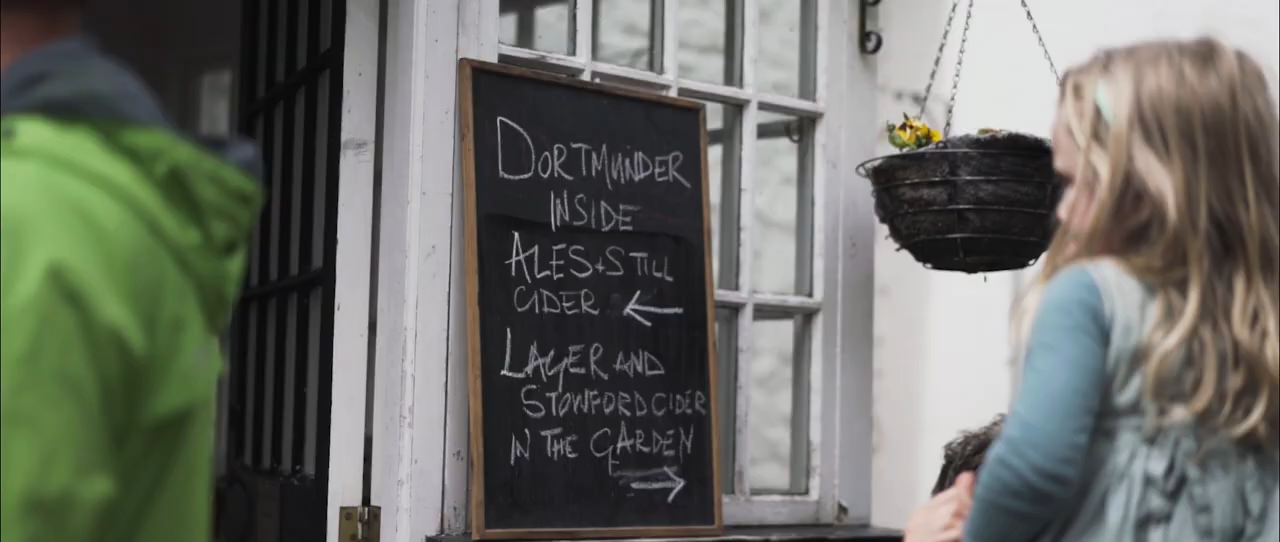 DORTMUNDER
INSIDE
ALES+STILL
CIDER ←
LAGER AND
STOWFORD CIDER
IN THE GARDEN
→